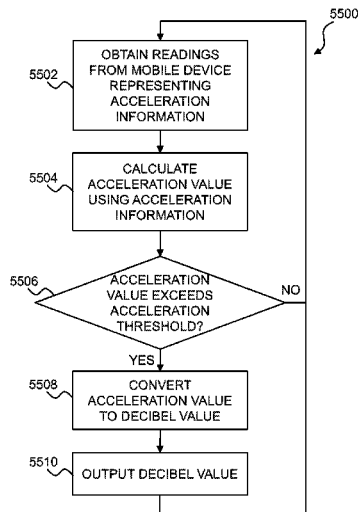 5500
5502
OBTAIN READINGS
FROM MOBILE DEVICE
REPRESENTING
ACCELERATION
INFORMATION
5504
CALCULATE
ACCELERATION VALUE
USING ACCELERATION
INFORMATION
5506
ACCELERATION
VALUE EXCEEDS
ACCELERATION
THRESHOLD?
NO
YES
5508
CONVERT
ACCELERATION VALUE
TO DECIBEL VALUE
5510
OUTPUT DECIBEL VALUE